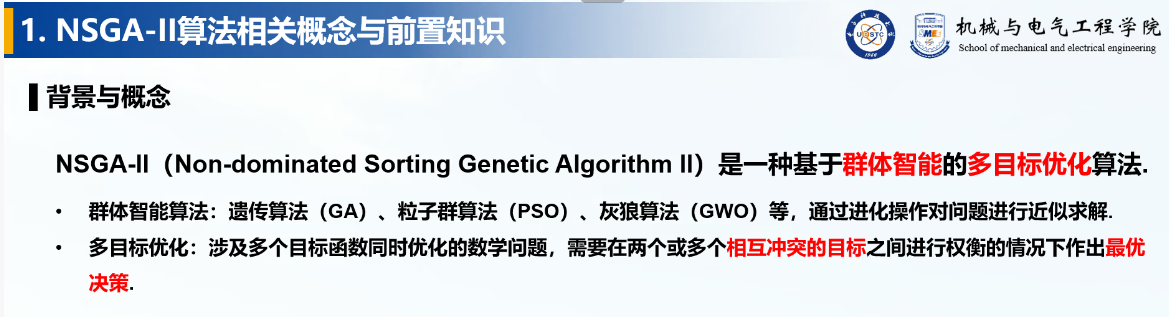 1. NSGA-II算法相关概念与前置知识
机械与电气工程学院
School of mechanical and electrical engineering
背景与概念
NSGA-II（Non-dominated Sorting Genetic Algorithm II）是一种基于群体智能的多目标优化算法.
• 群体智能算法：遗传算法（GA）、粒子群算法（PSO）、灰狼算法（GWO）等，通过进化操作对问题进行近似求解.
• 多目标优化：涉及多个目标函数同时优化的数学问题，需要在两个或多个相互冲突的目标之间进行权衡的情况下作出最优
决策.